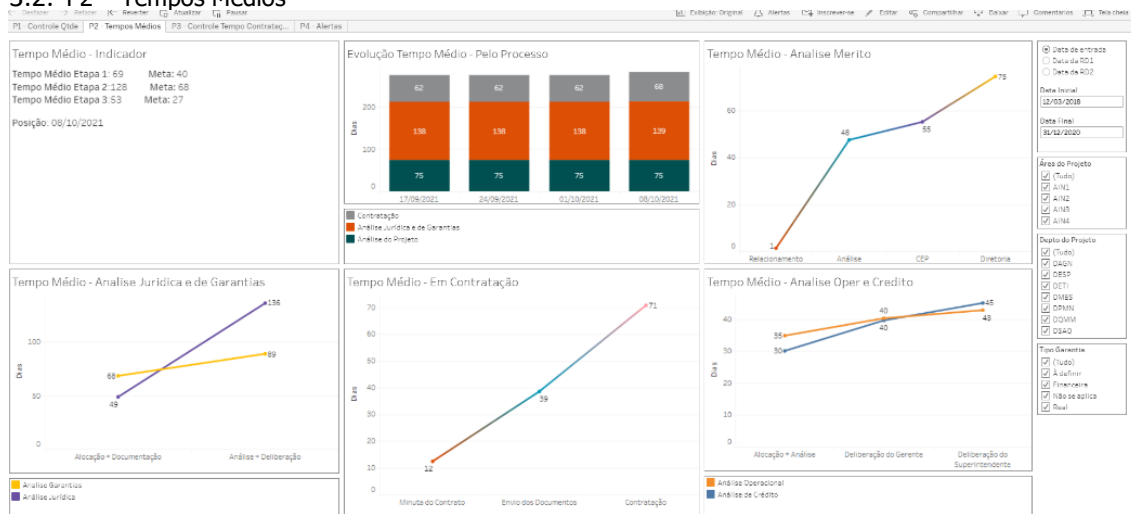 3.2. P2 – Tempos Médios
Desfazer Refazer Reverter Atualizar Pausar Exibição: Original Alertas Inscrever-se Editar Compartilhar Baixar Comentários Tela cheia
P1 - Controle Qtde P2 - Tempos Médios P3 - Controle Tempo Contrataç... P4 - Alertas
Tempo Médio - Indicador
Tempo Médio Etapa 1: 69 Meta: 40
Tempo Médio Etapa 2:128 Meta: 68
Tempo Médio Etapa 3:53 Meta: 27
Posição: 08/10/2021
Evolução Tempo Médio - Pelo Processo
Dias
200
100
0
62 62 62 68
138 138 138 139
75 75 75 75
17/09/2021 24/09/2021 01/10/2021 08/10/2021
Contratação
Análise Jurídica e de Garantias
Análise do Projeto
Tempo Médio - Analise Merito
Dias
60
40
20
0
1
48
55
75
Relacionamento Análise CEP Diretoria
Data de entrada
Data da RD1
Data da RD2
Data Inicial
12/03/2018
Data Final
31/12/2020
Área do Projeto
(Tudo)
AIN1
AIN2
AIN3
AIN4
Depto do Projeto
(Tudo)
DAGN
DESP
DETI
DMES
DPMN
DQMM
DSAO
Tipo Garantia
(Tudo)
À definir
Financeira
Não se aplica
Real
Tempo Médio - Analise Juridica e de Garantias
Dias
100
50
0
68
49
136
89
Alocação + Documentação Análise + Deliberação
Analise Garantias
Análise Jurídica
Tempo Médio - Em Contratação
Dias
70
60
50
40
30
20
10
0
12
39
71
Minuta do Contrato Envio dos Documentos Contratação
Tempo Médio - Analise Oper e Credito
Dias
40
30
20
10
0
35
30
40
40
45
43
Alocação + Análise Deliberação do Gerente Deliberação do
Superintendente
Análise Operacional
Análise de Crédito